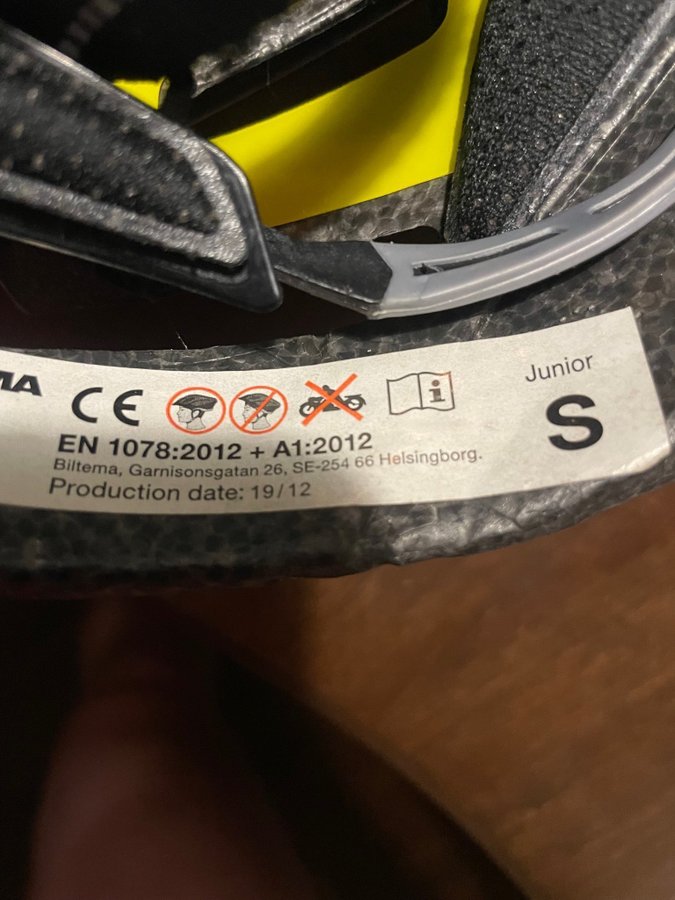 CE
Junior
S
EN 1078:2012 + A1:2012
Biltema, Garnisonsgatan 26, SE-254 66 Helsingborg.
Production date: 19/12